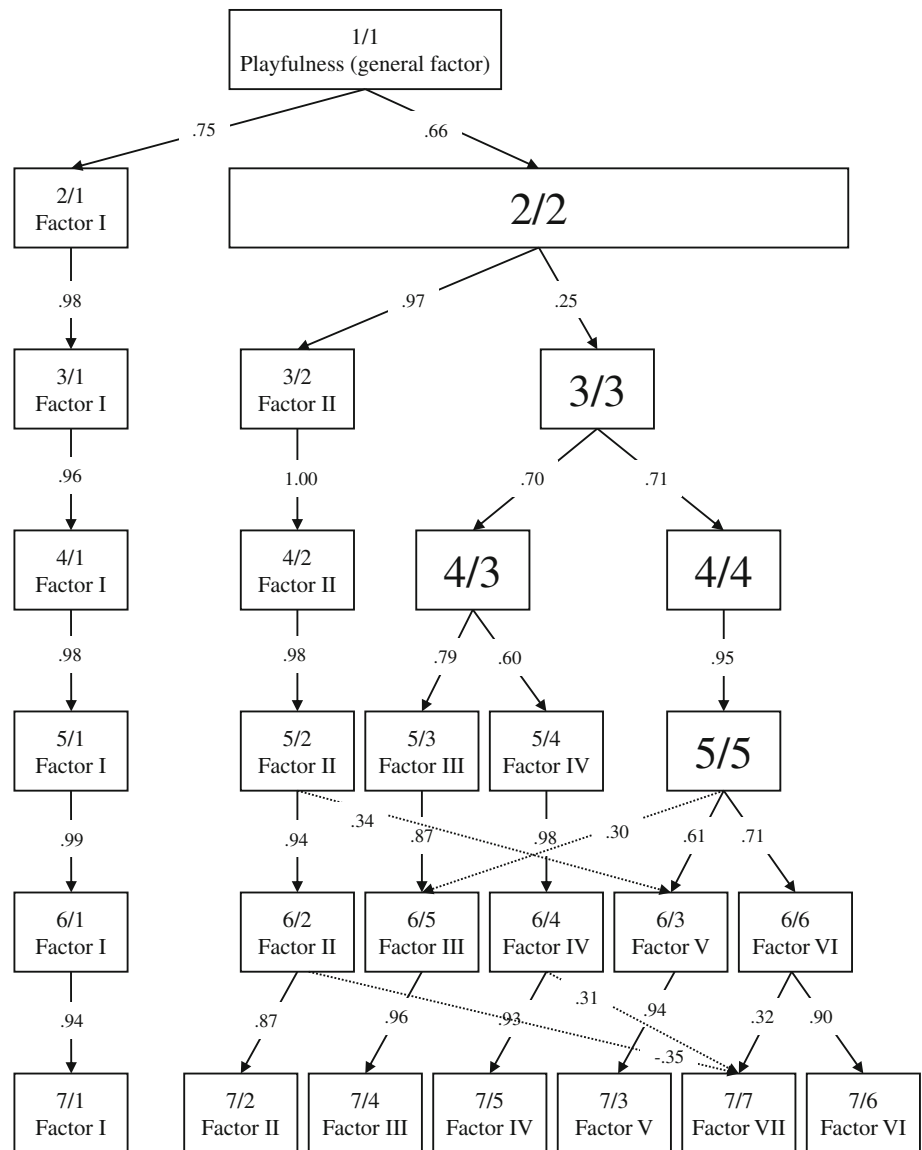 1/1
Playfulness (general factor)
.75
.66
2/1
Factor I
2/2
.98
.97
.25
3/1
Factor I
3/2
Factor II
3/3
.96
1.00
.70
.71
4/1
Factor I
4/2
Factor II
4/3
4/4
.98
.98
.79
.60
.95
5/1
Factor I
5/2
Factor II
5/3
Factor III
5/4
Factor IV
5/5
.99
.94
.34
.87
.98
.30
.61
.71
6/1
Factor I
6/2
Factor II
6/5
Factor III
6/4
Factor IV
6/3
Factor V
6/6
Factor VI
.94
.87
.96
.93
.31
.94
-.35
.32
.90
7/1
Factor I
7/2
Factor II
7/4
Factor III
7/5
Factor IV
7/3
Factor V
7/7
Factor VII
7/6
Factor VI